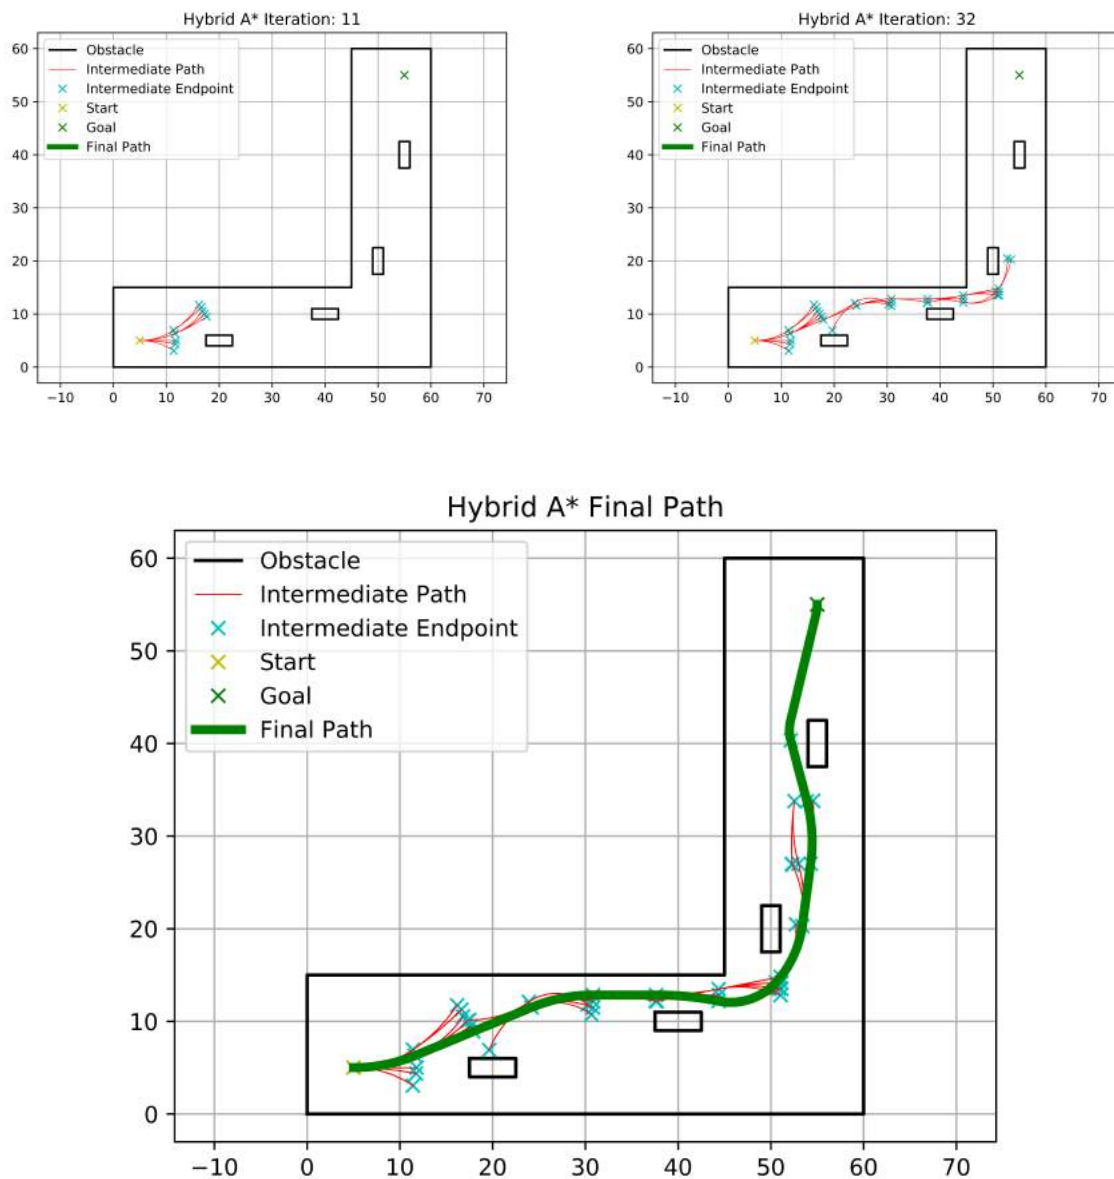 Hybrid A* Iteration: 11
Obstacle
Intermediate Path
Intermediate Endpoint
Start
Goal
Final Path
60
50
40
30
20
10
0
−10 0 10 20 30 40 50 60 70
Hybrid A* Iteration: 32
Obstacle
Intermediate Path
Intermediate Endpoint
Start
Goal
Final Path
60
50
40
30
20
10
0
−10 0 10 20 30 40 50 60 70
Hybrid A* Final Path
Obstacle
Intermediate Path
Intermediate Endpoint
Start
Goal
Final Path
60
50
40
30
20
10
0
−10 0 10 20 30 40 50 60 70